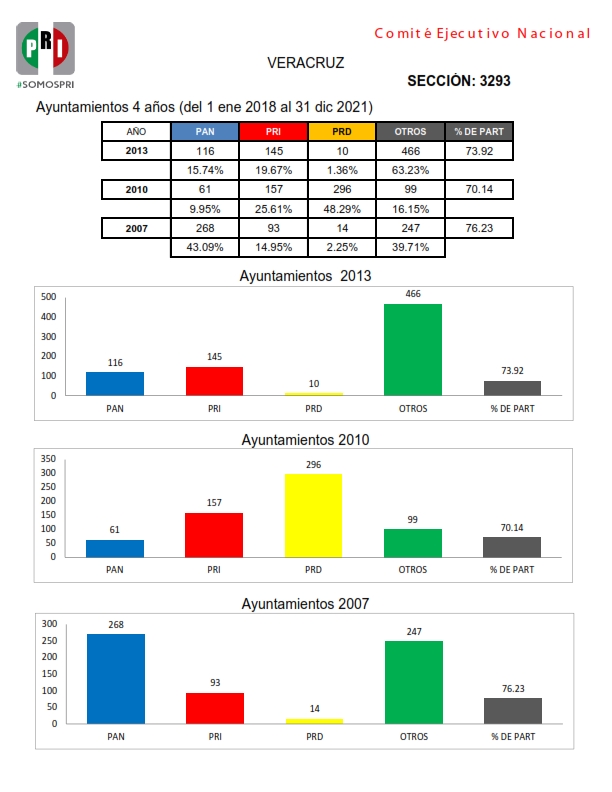 Comité Ejecutivo Nacional
PRI
#SOMOSPRI
VERACRUZ
SECCIÓN: 3293
Ayuntamientos 4 años (del 1 ene 2018 al 31 dic 2021)
AÑO PAN PRI PRD OTROS % DE PART
2013 116 145 10 466 73.92
15.74% 19.67% 1.36% 63.23%
2010 61 157 296 99 70.14
9.95% 25.61% 48.29% 16.15%
2007 268 93 14 247 76.23
43.09% 14.95% 2.25% 39.71%
Ayuntamientos 2013
500
400
300
200
100
0
116 145 10 466 73.92
PAN PRI PRD OTROS % DE PART
Ayuntamientos 2010
350
300
250
200
150
100
50
0
61 157 296 99 70.14
PAN PRI PRD OTROS % DE PART
Ayuntamientos 2007
300
250
200
150
100
50
0
268 93 14 247 76.23
PAN PRI PRD OTROS % DE PART